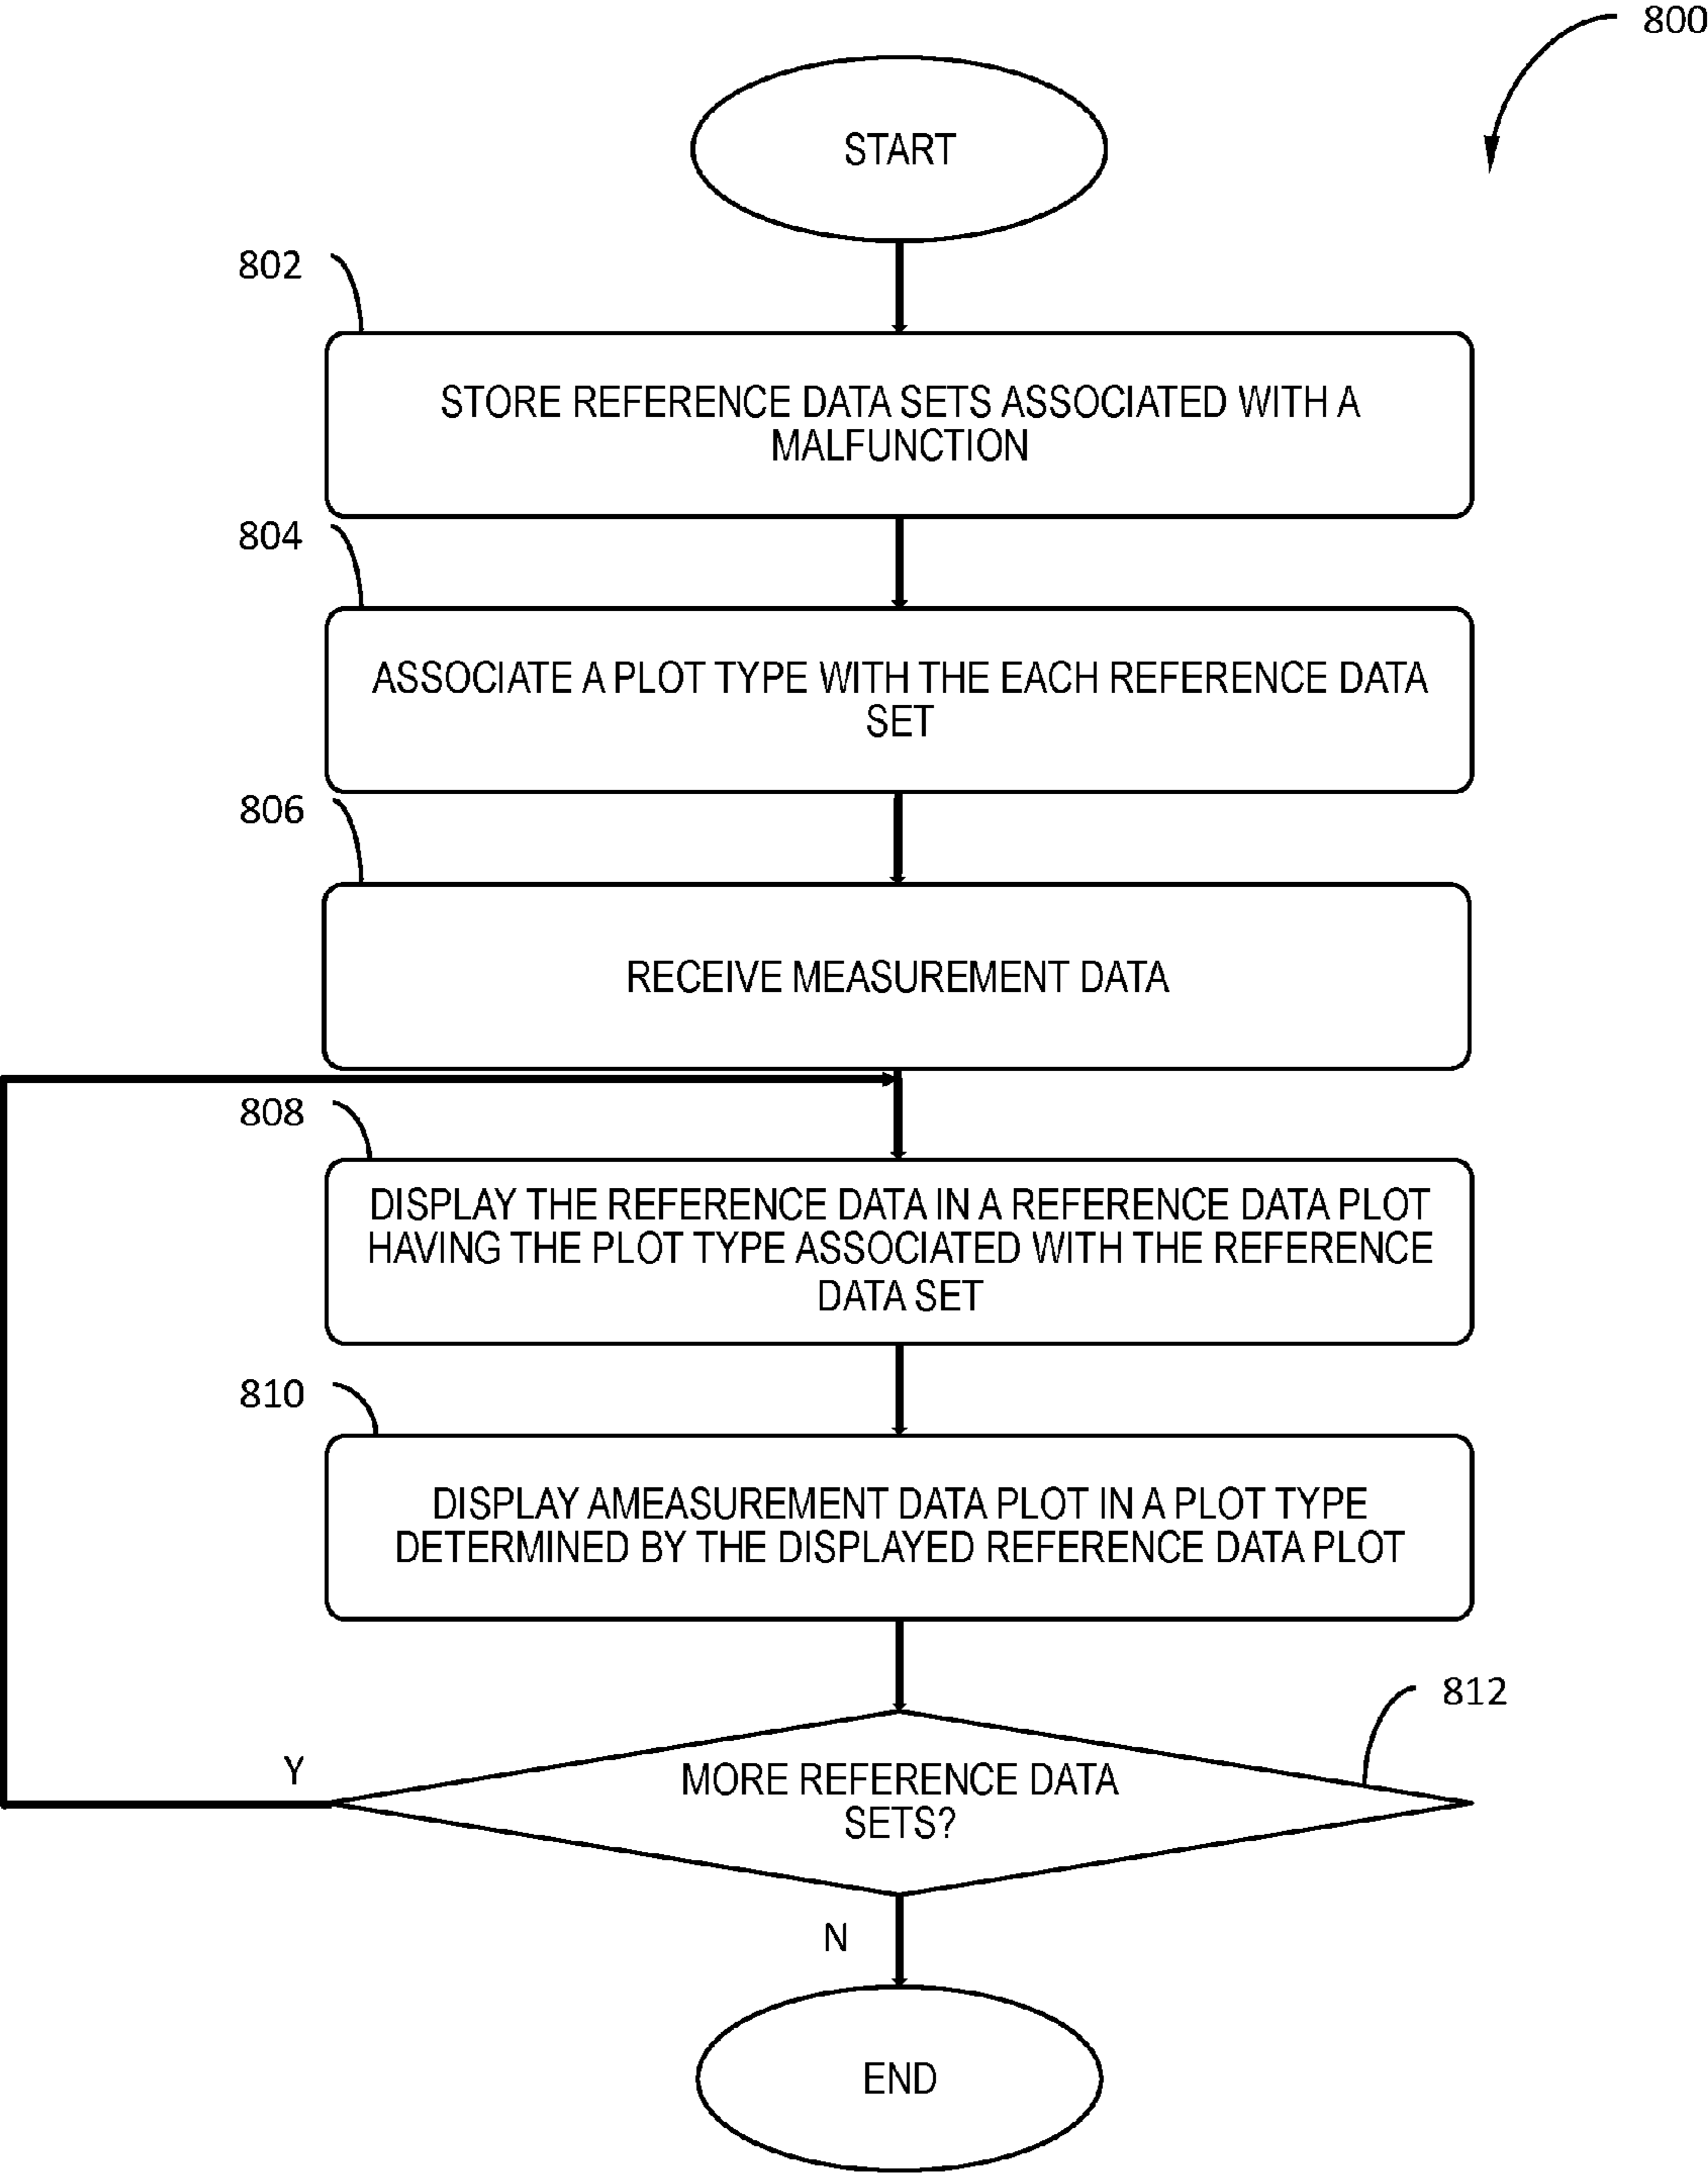 800
START
802
STORE REFERENCE DATA SETS ASSOCIATED WITH A
MALFUNCTION
804
ASSOCIATE A PLOT TYPE WITH THE EACH REFERENCE DATA
SET
806
RECEIVE MEASUREMENT DATA
808
DISPLAY THE REFERENCE DATA IN A REFERENCE DATA PLOT
HAVING THE PLOT TYPE ASSOCIATED WITH THE REFERENCE
DATA SET
810
DISPLAY AMEASUREMENT DATA PLOT IN A PLOT TYPE
DETERMINED BY THE DISPLAYED REFERENCE DATA PLOT
812
Y
MORE REFERENCE DATA
SETS?
N
END